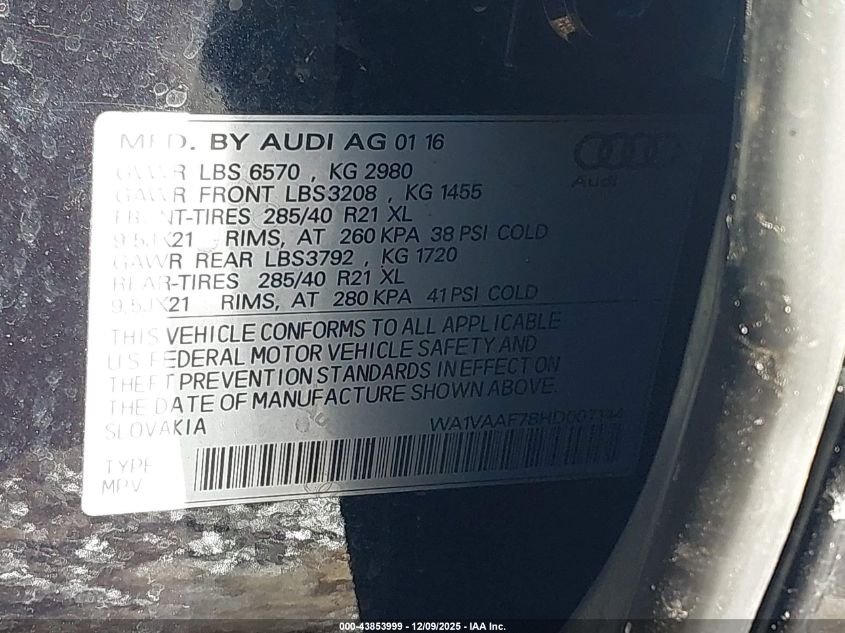 MFD. BY AUDI AG 01 16
GVWR LBS 6570 , KG 2980
Audi
GAWR FRONT LBS3208 , KG 1455
FRONT-TIRES 285/40 R21 XL
9.5JX21 RIMS, AT 260 KPA 38 PSI COLD
GAWR REAR LBS3792 , KG 1720
REAR-TIRES 285/40 R21 XL
9,5JX21 RIMS, AT 280 KPA 41 PSI COLD
THIS VEHICLE CONFORMS TO ALL APPLICABLE
U S FEDERAL MOTOR VEHICLE SAFETY AND
THEFT PREVENTION STANDARDS IN EFFECT ON
THE DATE OF MANUFACTURE SHOWN ABOVE.
SLOVAKIA
TYPE
MPV
000-43853999 - 12/09/2025 - IAA Inc.